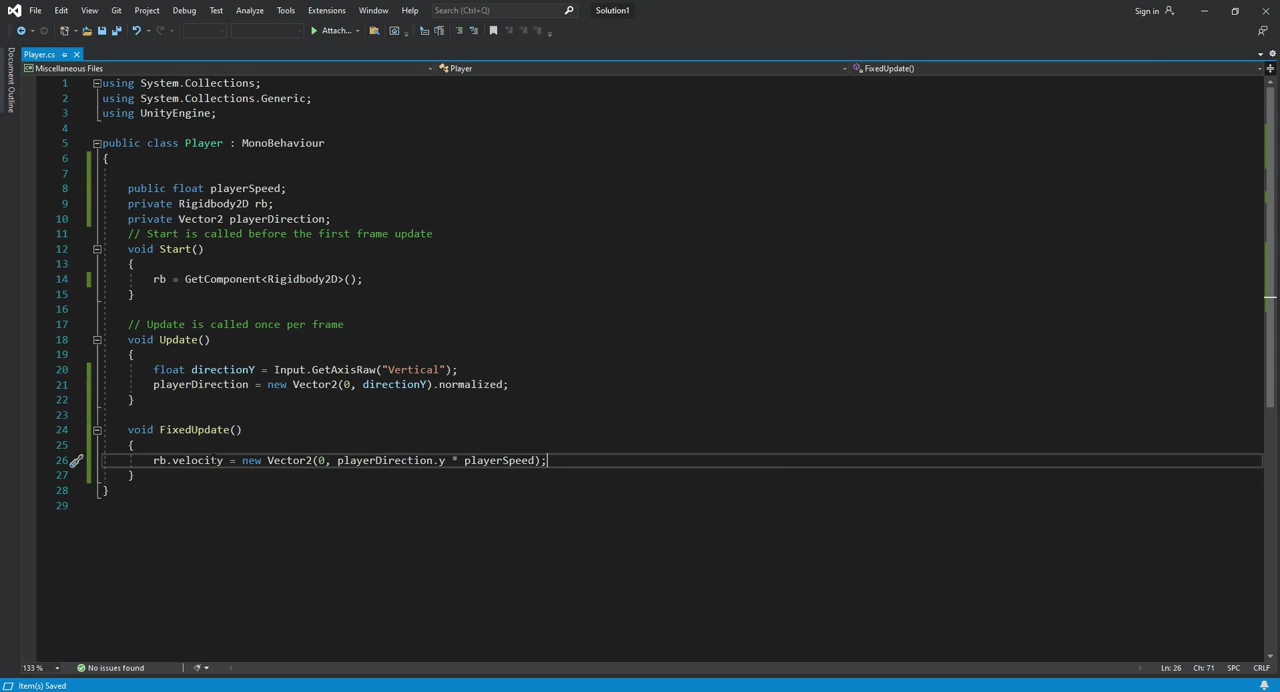 File Edit View Project Debug Test Analyze Tools Extensions Window Help Search (Ctrl+Q) Solution1 Sign in
Attach...
Document Outline
Player.cs
Miscellaneous Files Player FixedUpdate()
1 using System.Collections;
2 using System.Collections.Generic;
3 using UnityEngine;
4
5 public class Player : MonoBehaviour
6 {
7
8 public float playerSpeed;
9 private Rigidbody2D rb;
10 private Vector2 playerDirection;
11 // Start is called before the first frame update
12 void Start()
13 {
14 rb = GetComponent<Rigidbody2D>();
15 }
16
17 // Update is called once per frame
18 void Update()
19 {
20 float directionY = Input.GetAxisRaw("Vertical");
21 playerDirection = new Vector2(0, directionY).normalized;
22 }
23
24 void FixedUpdate()
25 {
26 rb.velocity = new Vector2(0, playerDirection.y * playerSpeed);
27 }
28 }
29
133 % No issues found Ln: 26 Ch: 71 SPC CRLF
Item(s) Saved